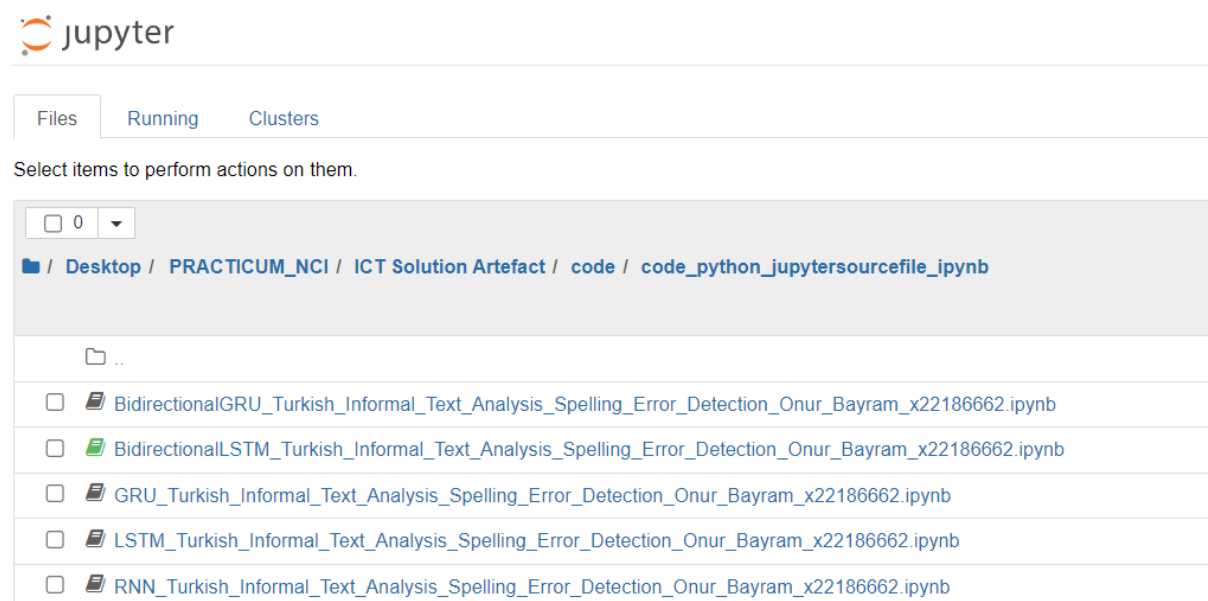 jupyter
Files Running Clusters
Select items to perform actions on them.
0
/ Desktop / PRACTICUM_NCI / ICT Solution Artefact / code / code_python_jupytersourcefile_ipynb
..
BidirectionalGRU_Turkish_Informal_Text_Analysis_Spelling_Error_Detection_Onur_Bayram_x22186662.ipynb
BidirectionalLSTM_Turkish_Informal_Text_Analysis_Spelling_Error_Detection_Onur_Bayram_x22186662.ipynb
GRU_Turkish_Informal_Text_Analysis_Spelling_Error_Detection_Onur_Bayram_x22186662.ipynb
LSTM_Turkish_Informal_Text_Analysis_Spelling_Error_Detection_Onur_Bayram_x22186662.ipynb
RNN_Turkish_Informal_Text_Analysis_Spelling_Error_Detection_Onur_Bayram_x22186662.ipynb